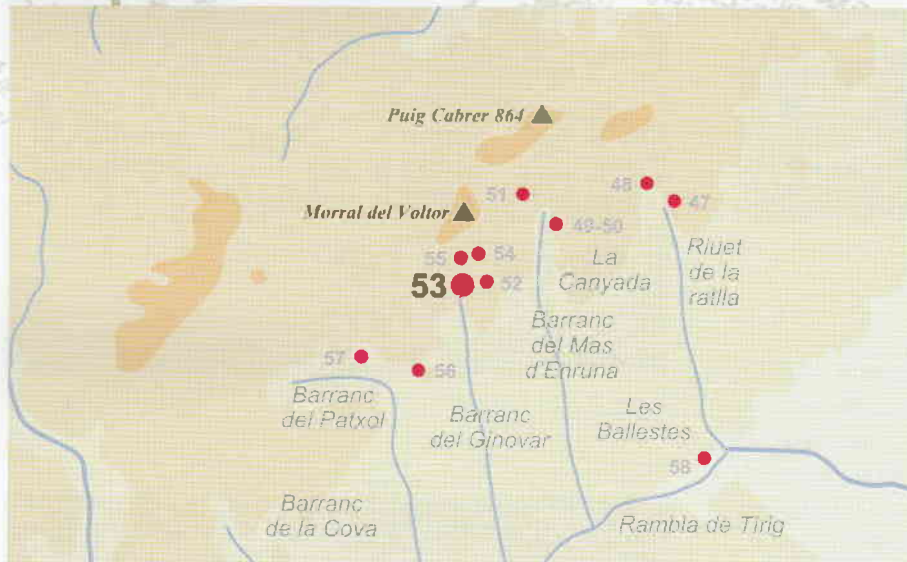 Puig Cabrer 864
48
51
47
Morral del Voltor
49-50
54
55
La
Canyada
Riuet
de la
ratlla
53
52
Barranc
del Mas
d'Enruna
57
56
Barranc
del Patxol
Barranc
del Ginovar
Les
Ballestes
58
Barranc
de la Cova
Rambla de Tirig